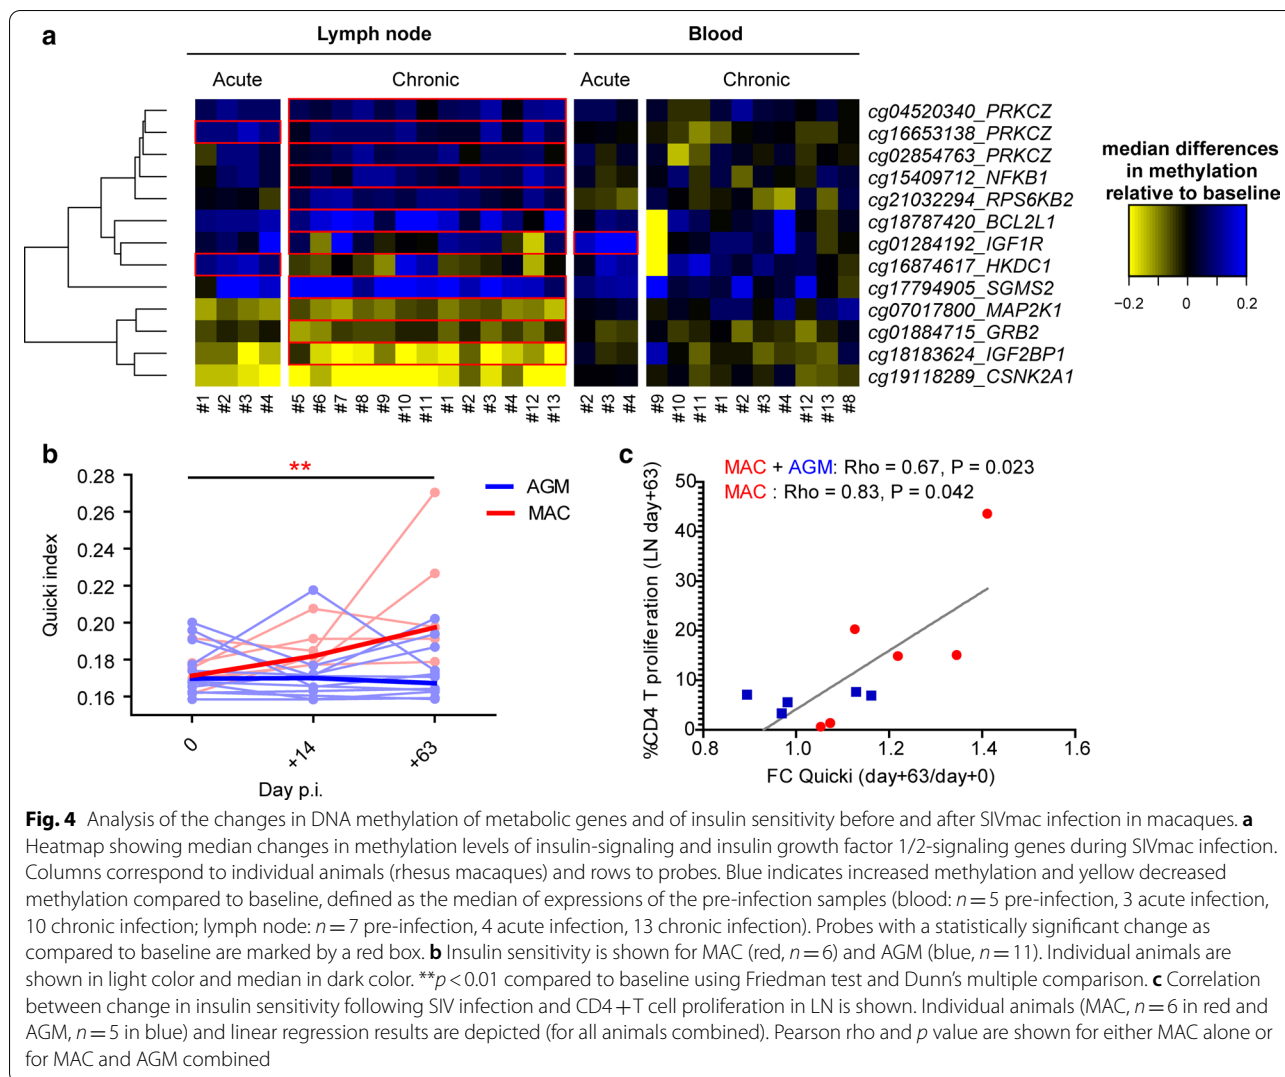 a
Lymph node
Blood
Acute
Chronic
Acute
Chronic
cg04520340_PRKCZ
cg16653138_PRKCZ
cg02854763_PRKCZ
cg15409712_NFKB1
cg21032294_RPS6KB2
cg18787420_BCL2L1
cg01284192_IGF1R
cg16874617_HKDC1
cg17794905_SGMS2
cg07017800_MAP2K1
cg01884715_GRB2
cg18183624_IGF2BP1
cg19118289_CSNK2A1
median differences
in methylation
relative to baseline
−0.2 0 0.2
#1 #2 #3 #4 #5 #6 #7 #8 #9 #10 #11 #1 #2 #3 #4 #12 #13 #2 #3 #4 #9 #10 #11 #1 #2 #3 #4 #12 #13 #8
b
Quicki index
0.28
0.26
0.24
0.22
0.20
0.18
0.16
**
AGM
MAC
0 +14 +63
Day p.i.
c
MAC + AGM: Rho = 0.67, P = 0.023
MAC : Rho = 0.83, P = 0.042
%CD4 T proliferation (LN day+63)
50
40
30
20
10
0
0.8 1.0 1.2 1.4 1.6
FC Quicki (day+63/day+0)
Fig. 4 Analysis of the changes in DNA methylation of metabolic genes and of insulin sensitivity before and after SIVmac infection in macaques. a
Heatmap showing median changes in methylation levels of insulin-signaling and insulin growth factor 1/2-signaling genes during SIVmac infection.
Columns correspond to individual animals (rhesus macaques) and rows to probes. Blue indicates increased methylation and yellow decreased
methylation compared to baseline, defined as the median of expressions of the pre-infection samples (blood: n = 5 pre-infection, 3 acute infection,
10 chronic infection; lymph node: n = 7 pre-infection, 4 acute infection, 13 chronic infection). Probes with a statistically significant change as
compared to baseline are marked by a red box. b Insulin sensitivity is shown for MAC (red, n = 6) and AGM (blue, n = 11). Individual animals are
shown in light color and median in dark color. **p < 0.01 compared to baseline using Friedman test and Dunn's multiple comparison. c Correlation
between change in insulin sensitivity following SIV infection and CD4 + T cell proliferation in LN is shown. Individual animals (MAC, n = 6 in red and
AGM, n = 5 in blue) and linear regression results are depicted (for all animals combined). Pearson rho and p value are shown for either MAC alone or
for MAC and AGM combined